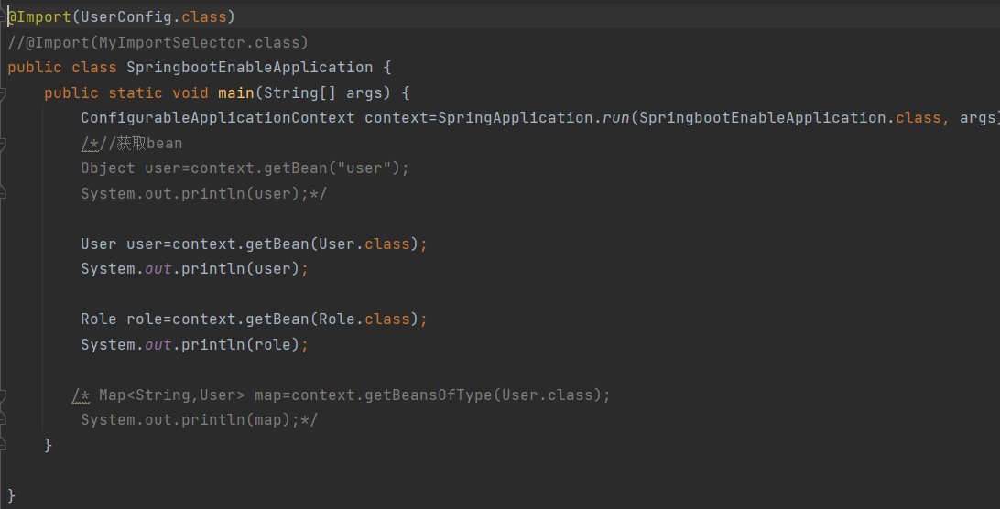 @Import(UserConfig.class)
//@Import(MyImportSelector.class)
public class SpringbootEnableApplication {
public static void main(String[] args) {
ConfigurableApplicationContext context=SpringApplication.run(SpringbootEnableApplication.class, args)
/*//获取bean
Object user=context.getBean("user");
System.out.println(user);*/
User user=context.getBean(User.class);
System.out.println(user);
Role role=context.getBean(Role.class);
System.out.println(role);
/* Map<String,User> map=context.getBeansOfType(User.class);
System.out.println(map);*/
}
}